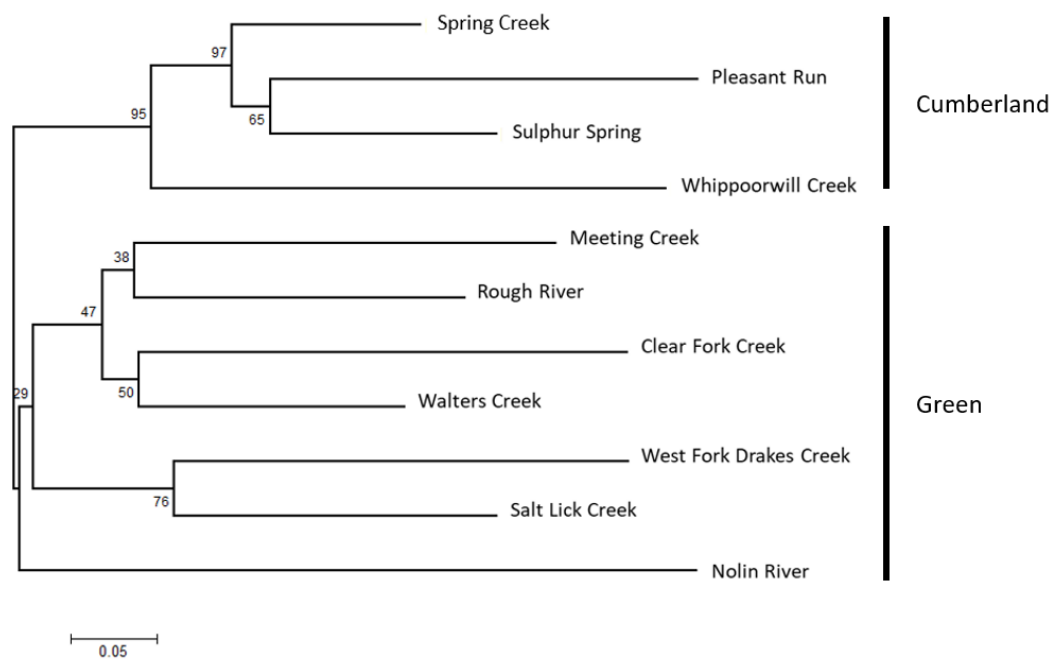 Spring Creek
97
Pleasant Run
Cumberland
95
65
Sulphur Spring
Whippoorwill Creek
Meeting Creek
38
Rough River
47
Clear Fork Creek
29
50
Walters Creek
Green
West Fork Drakes Creek
76
Salt Lick Creek
Nolin River
0.05